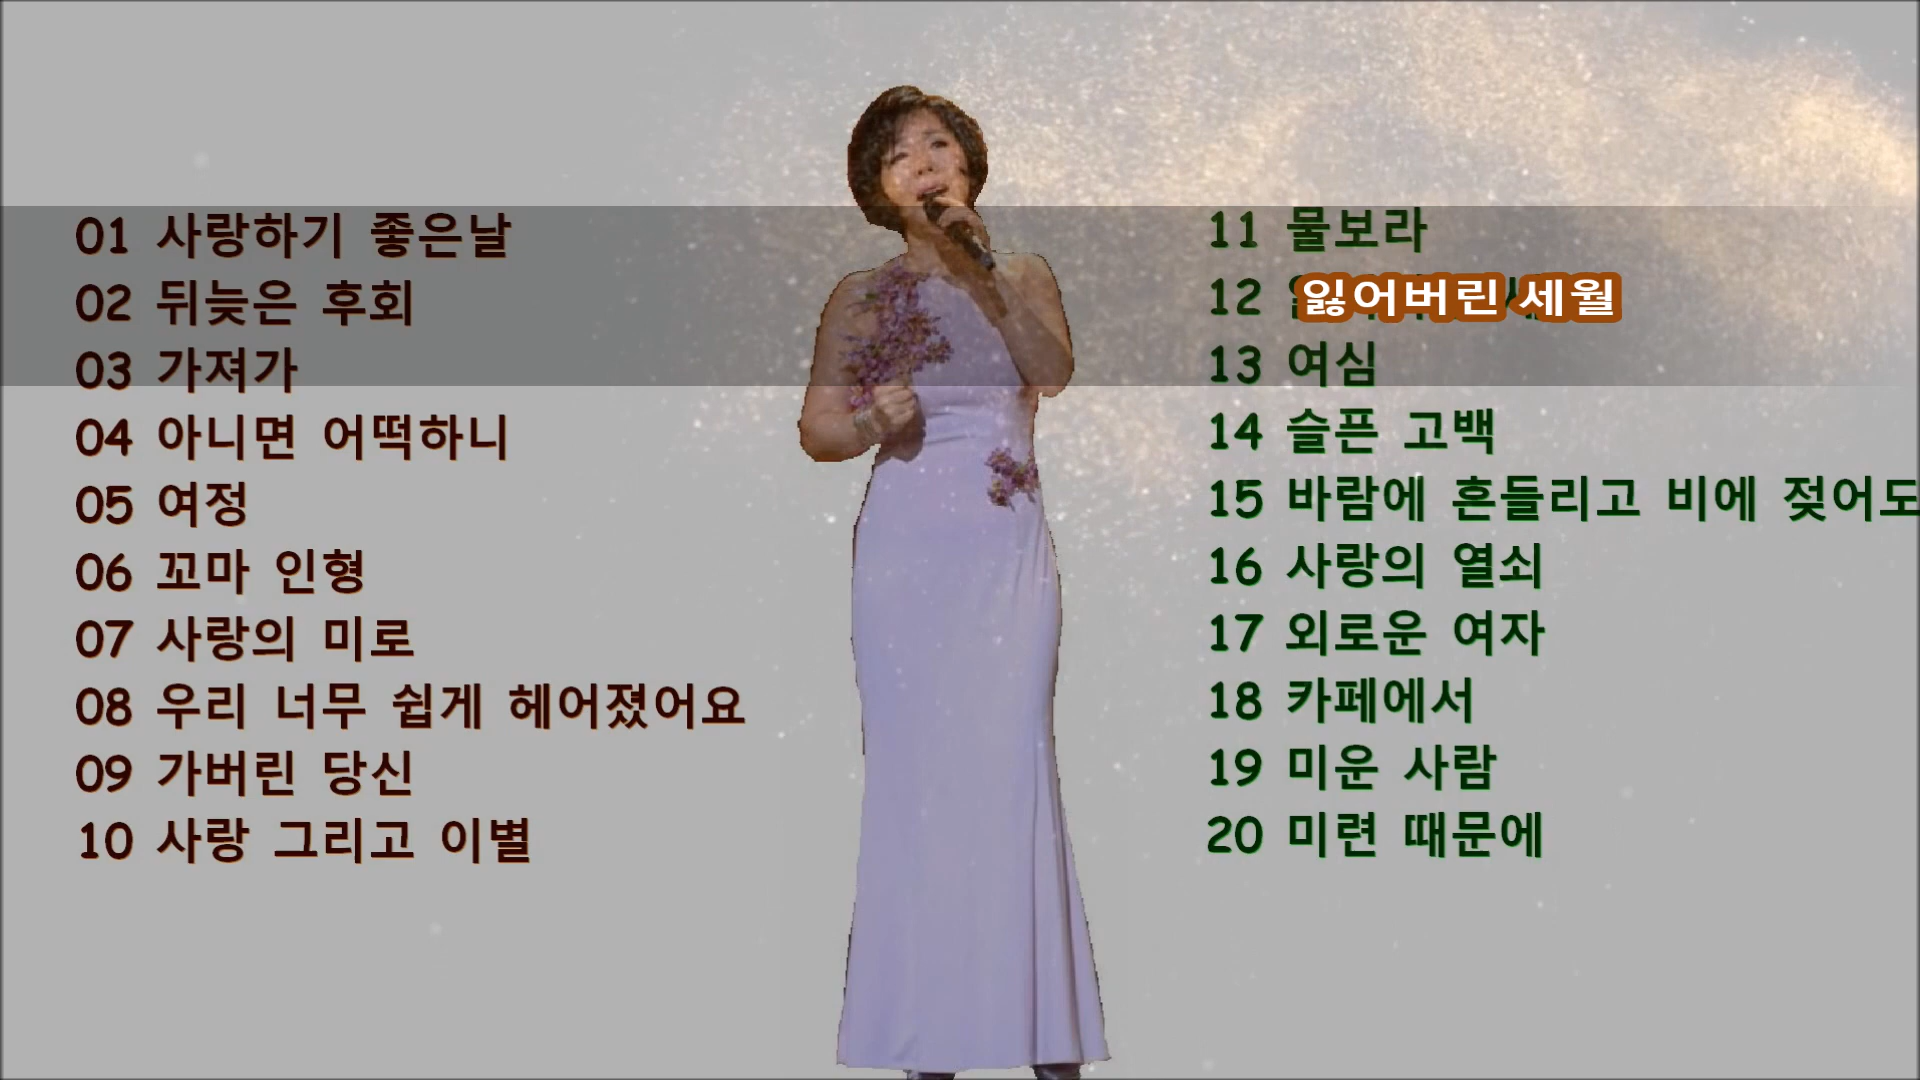 01 사랑하기 좋은날
02 뒤늦은 후회
03 가져가
04 아니면 어떡하니
05 여정
06 꼬마 인형
07 사랑의 미로
08 우리 너무 쉽게 헤어졌어요
09 가버린 당신
10 사랑 그리고 이별
11 물보라
12 잃어버린 세월
13 여심
14 슬픈 고백
15 바람에 흔들리고 비에 젖어도
16 사랑의 열쇠
17 외로운 여자
18 카페에서
19 미운 사람
20 미련 때문에